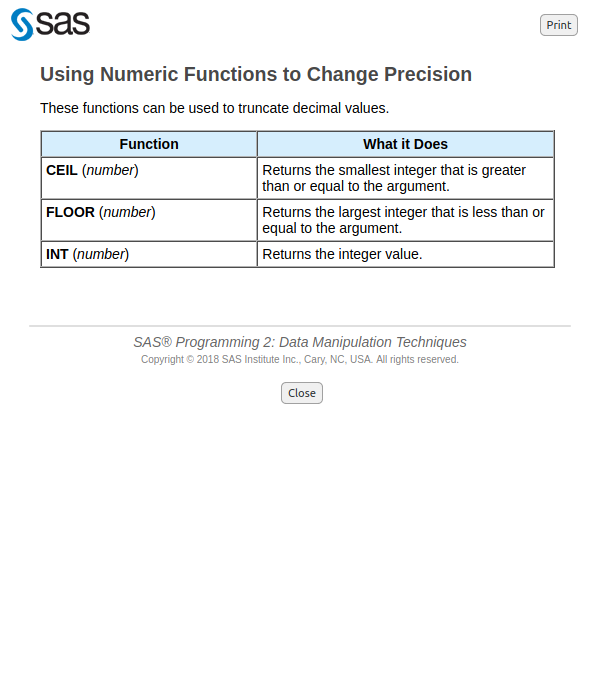 sas
Print
Using Numeric Functions to Change Precision
These functions can be used to truncate decimal values.
Function
What it Does
CEIL (number)
Returns the smallest integer that is greater
than or equal to the argument.
FLOOR (number)
Returns the largest integer that is less than or
equal to the argument.
INT (number)
Returns the integer value.
SAS® Programming 2: Data Manipulation Techniques
Copyright © 2018 SAS Institute Inc., Cary, NC, USA. All rights reserved.
Close